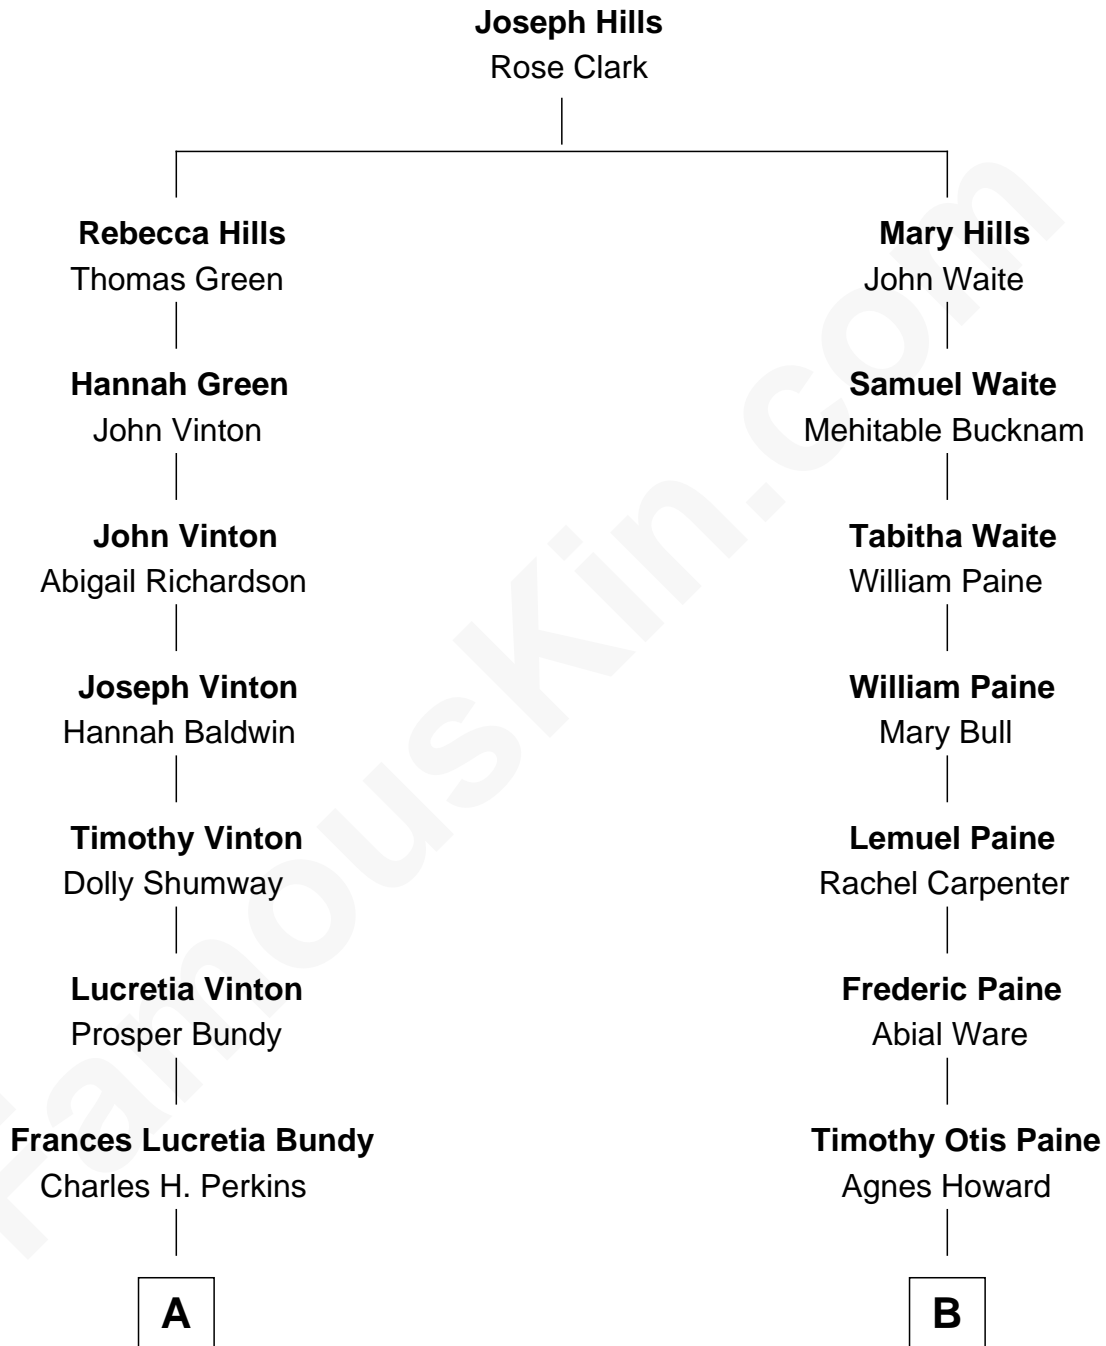 Joseph Hills
Rose Clark
Rebecca Hills
Thomas Green
Mary Hills
John Waite
Hannah Green
John Vinton
Samuel Waite
Mehitable Bucknam
John Vinton
Abigail Richardson
Tabitha Waite
William Paine
Joseph Vinton
Hannah Baldwin
William Paine
Mary Bull
Timothy Vinton
Dolly Shumway
Lemuel Paine
Rachel Carpenter
Lucretia Vinton
Prosper Bundy
Frederic Paine
Abial Ware
Frances Lucretia Bundy
Charles H. Perkins
Timothy Otis Paine
Agnes Howard
A
B
FamousKin.com